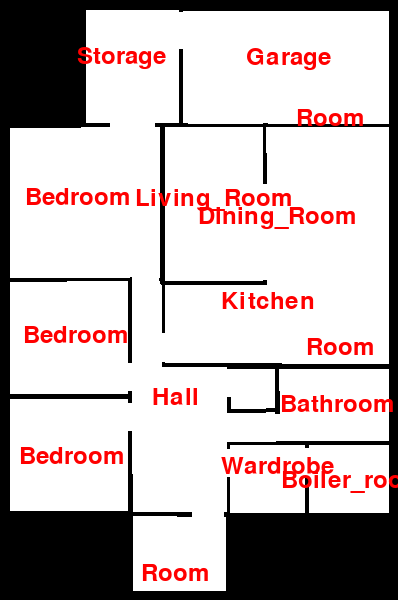 Storage
Garage
Room
Bedroom
Living_Room
Dining_Room
Kitchen
Bedroom
Room
Hall
Bathroom
Bedroom
Wardrobe
Boiler_roo
Room